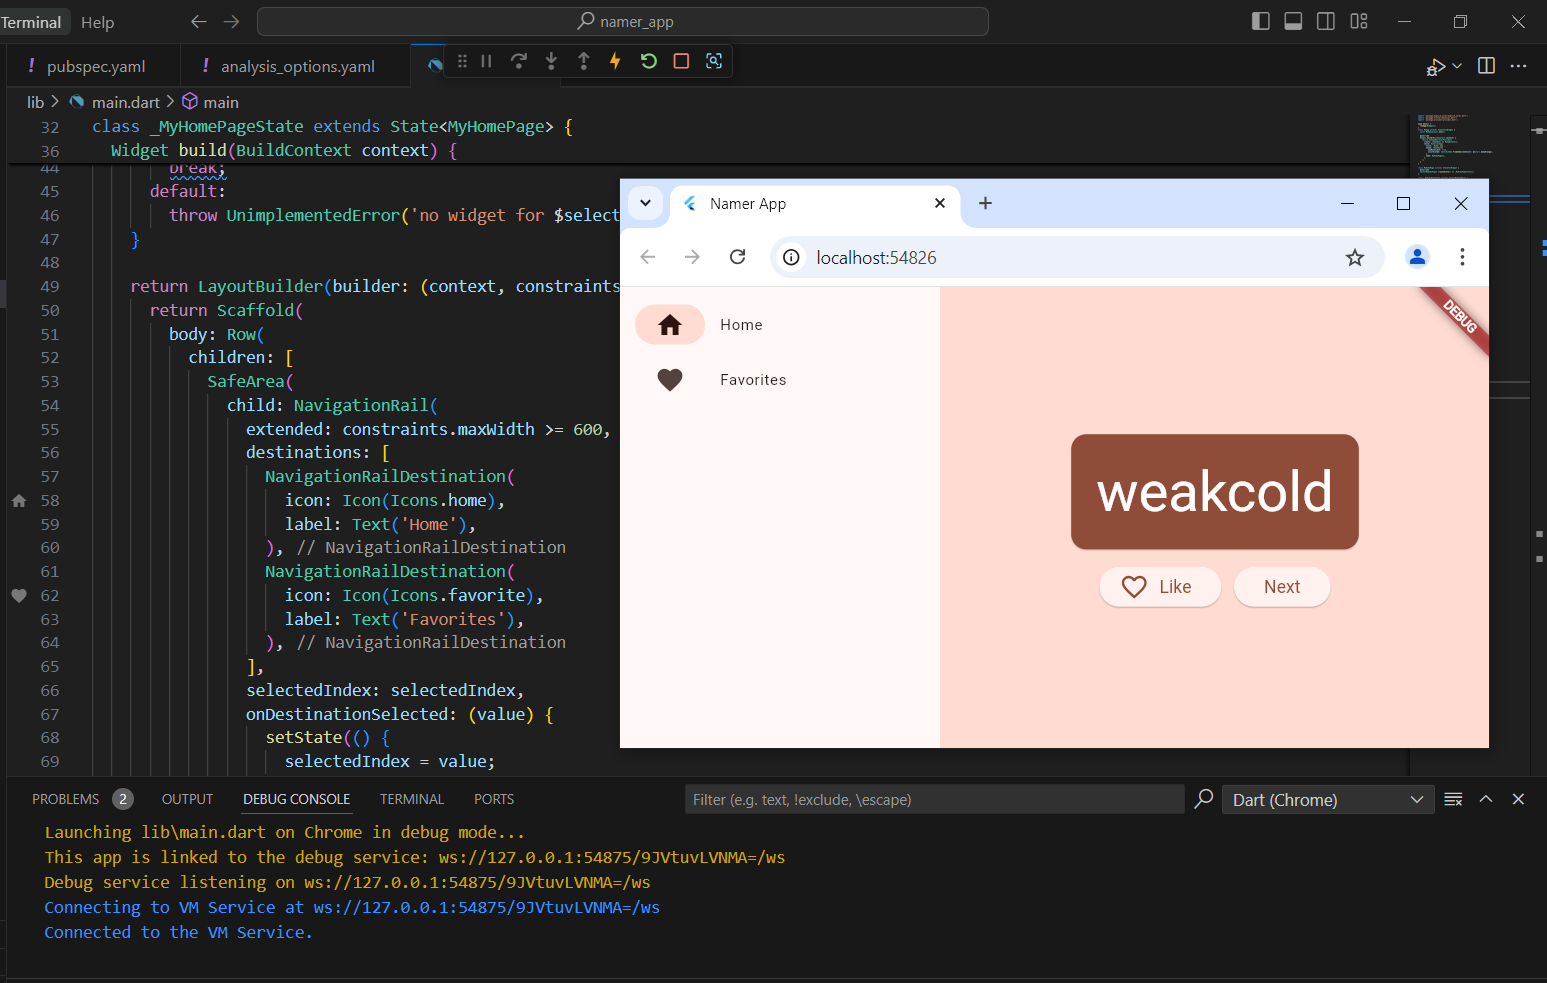 Terminal Help
namer_app
pubspec.yaml
analysis_options.yaml
lib > main.dart > main
32 class _MyHomePageState extends State<MyHomePage> {
36 Widget build(BuildContext context) {
44 break;
45 default:
46 throw UnimplementedError('no widget for $select
47 }
48
49 return LayoutBuilder(builder: (context, constraints
50 return Scaffold(
51 body: Row(
52 children: [
53 SafeArea(
54 child: NavigationRail(
55 extended: constraints.maxWidth >= 600,
56 destinations: [
57 NavigationRailDestination(
58 icon: Icon(Icons.home),
59 label: Text('Home'),
60 ), // NavigationRailDestination
61 NavigationRailDestination(
62 icon: Icon(Icons.favorite),
63 label: Text('Favorites'),
64 ), // NavigationRailDestination
65 ],
66 selectedIndex: selectedIndex,
67 onDestinationSelected: (value) {
68 setState(() {
69 selectedIndex = value;
Namer App
localhost:54826
Home
Favorites
DEBUG
weakcold
Like
Next
PROBLEMS 2 OUTPUT DEBUG CONSOLE TERMINAL PORTS
Filter (e.g. text, !exclude, \escape)
Dart (Chrome)
Launching lib\main.dart on Chrome in debug mode...
This app is linked to the debug service: ws://127.0.0.1:54875/9JVtuvLVNMA=/ws
Debug service listening on ws://127.0.0.1:54875/9JVtuvLVNMA=/ws
Connecting to VM Service at ws://127.0.0.1:54875/9JVtuvLVNMA=/ws
Connected to the VM Service.